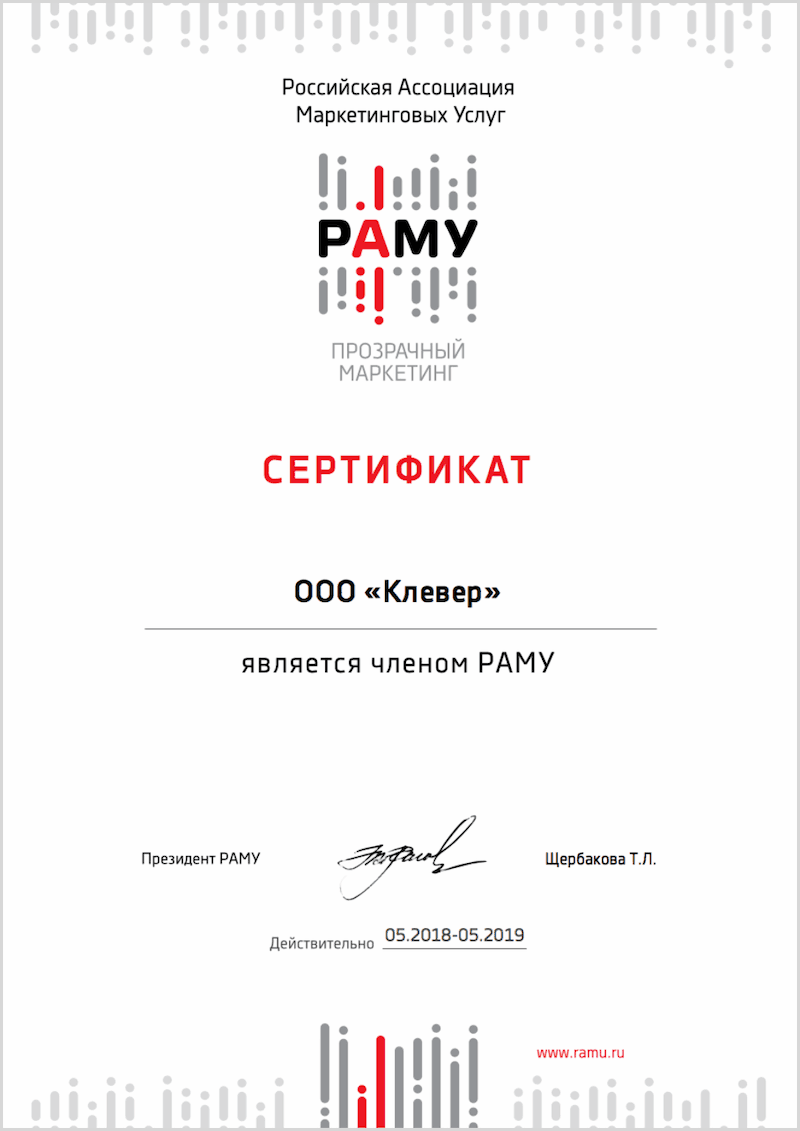 Российская Ассоциация
Маркетинговых Услуг
РАМУ
ПРОЗРАЧНЫЙ
МАРКЕТИНГ
СЕРТИФИКАТ
ООО «Клевер»
является членом РАМУ
Президент РАМУ
Щербакова Т.Л.
Действительно 05.2018-05.2019
www.ramu.ru